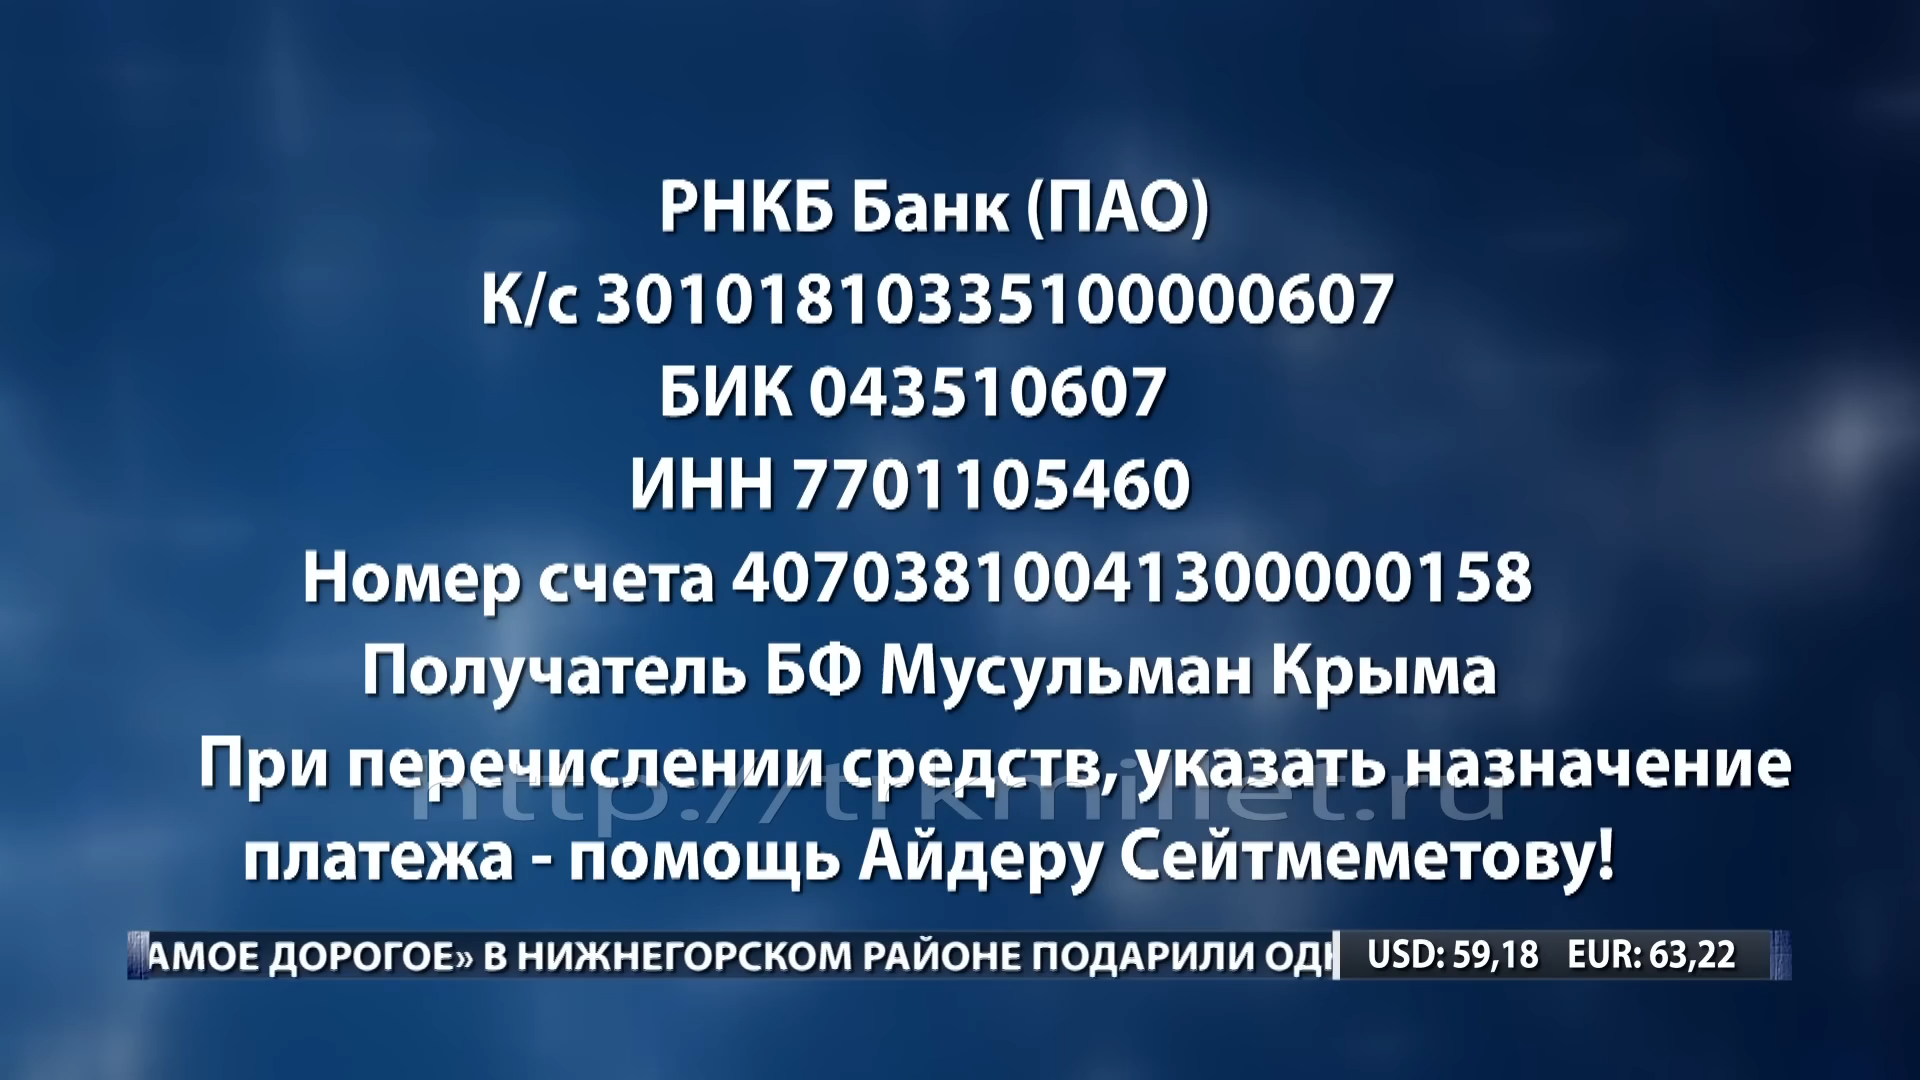 РНКБ Банк (ПАО)
К/с 30101810335100000607
БИК 043510607
ИНН 7701105460
Номер счета 40703810041300000158
Получатель БФ Мусульман Крыма
При перечислении средств, указать назначение
http://trkmillet.ru
платежа - помощь Айдеру Сейтмеметову!
АМОЕ ДОРОГОЕ» В НИЖНЕГОРСКОМ РАЙОНЕ ПОДАРИЛИ ОДН
USD: 59,18 EUR: 63,22